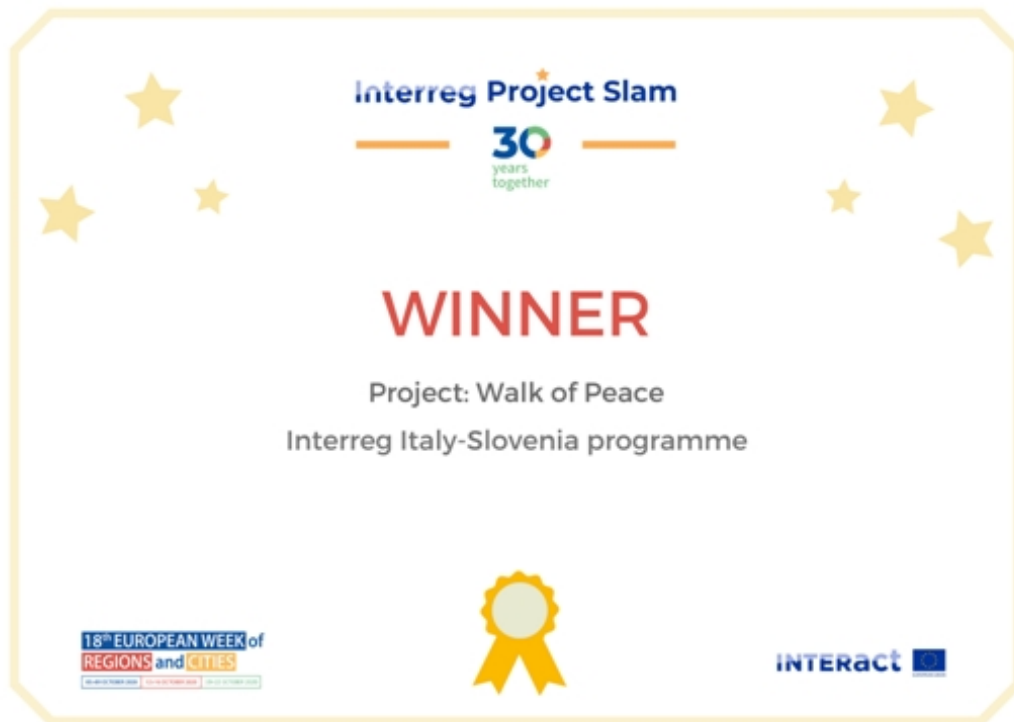 Interreg Project Slam
30
years
together
WINNER
Project: Walk of Peace
Interreg Italy-Slovenia programme
18th EUROPEAN WEEK of
REGIONS and CITIES
INTERact